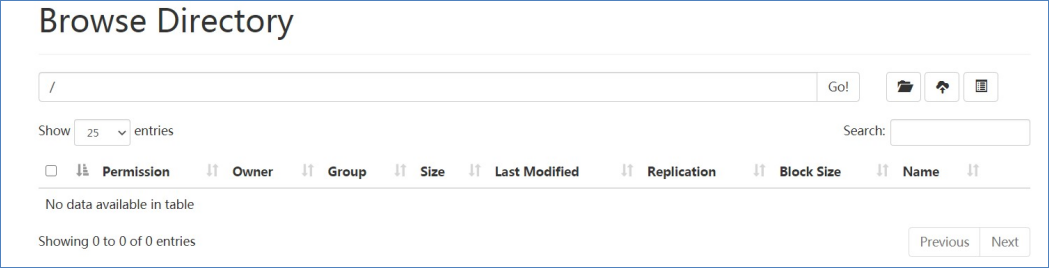 Browse Directory
/ Go!
Show 25 entries Search:
Permission Owner Group Size Last Modified Replication Block Size Name
No data available in table
Showing 0 to 0 of 0 entries Previous Next